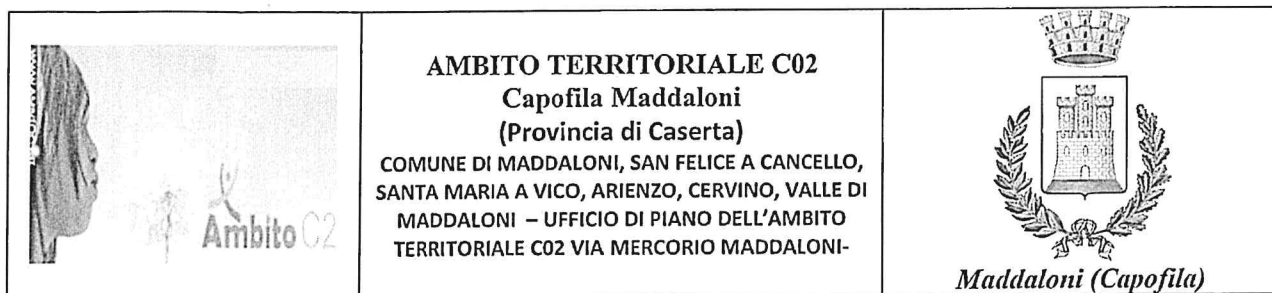 Ambito C2
AMBITO TERRITORIALE C02
Capofila Maddaloni
(Provincia di Caserta)
COMUNE DI MADDALONI, SAN FELICE A CANCELLO,
SANTA MARIA A VICO, ARIENZO, CERVINO, VALLE DI
MADDALONI – UFFICIO DI PIANO DELL'AMBITO
TERRITORIALE C02 VIA MERCORIO MADDALONI-
Maddaloni (Capofila)